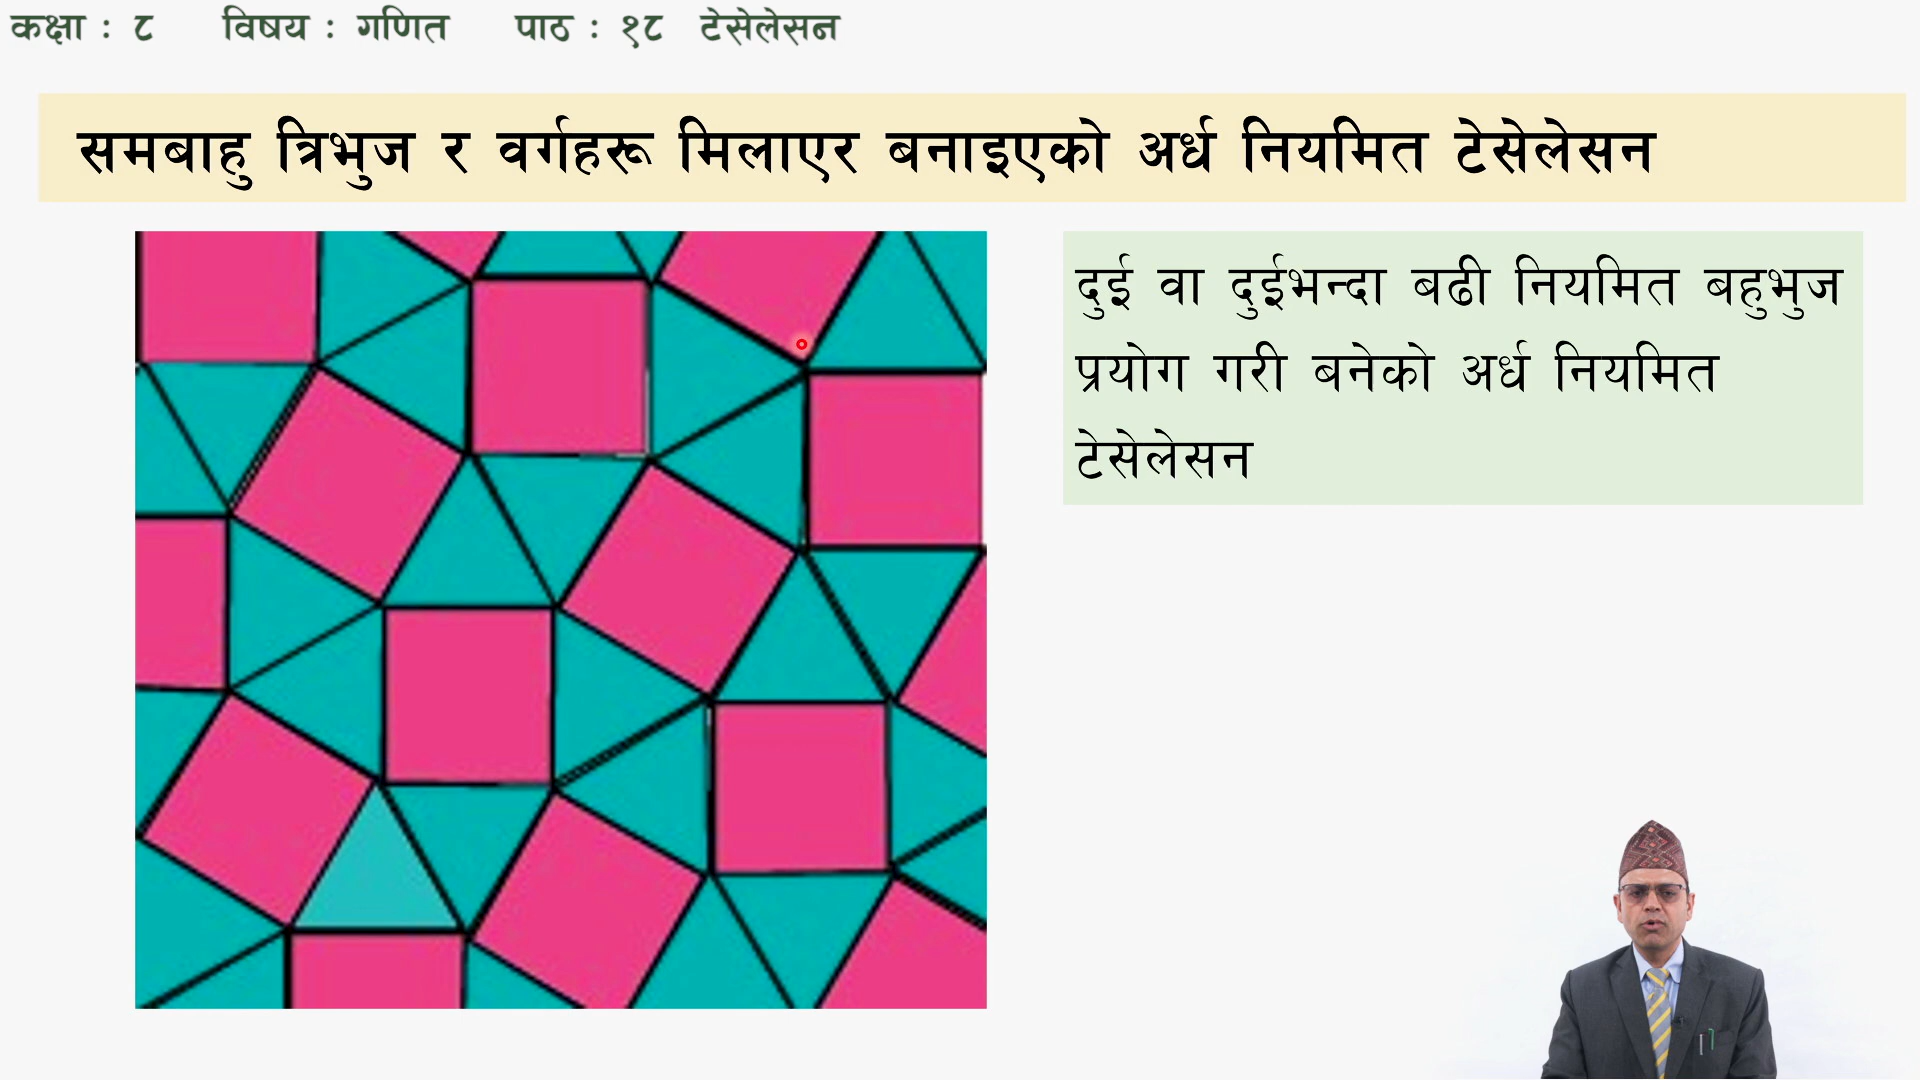 कक्षा : ८ विषय : गणित पाठ : १८ टेसेलेसन
समबाहु त्रिभुज र वर्गहरू मिलाएर बनाइएको अर्ध नियमित टेसेलेसन
दुई वा दुईभन्दा बढी नियमित बहुभुज
प्रयोग गरी बनेको अर्ध नियमित
टेसेलेसन